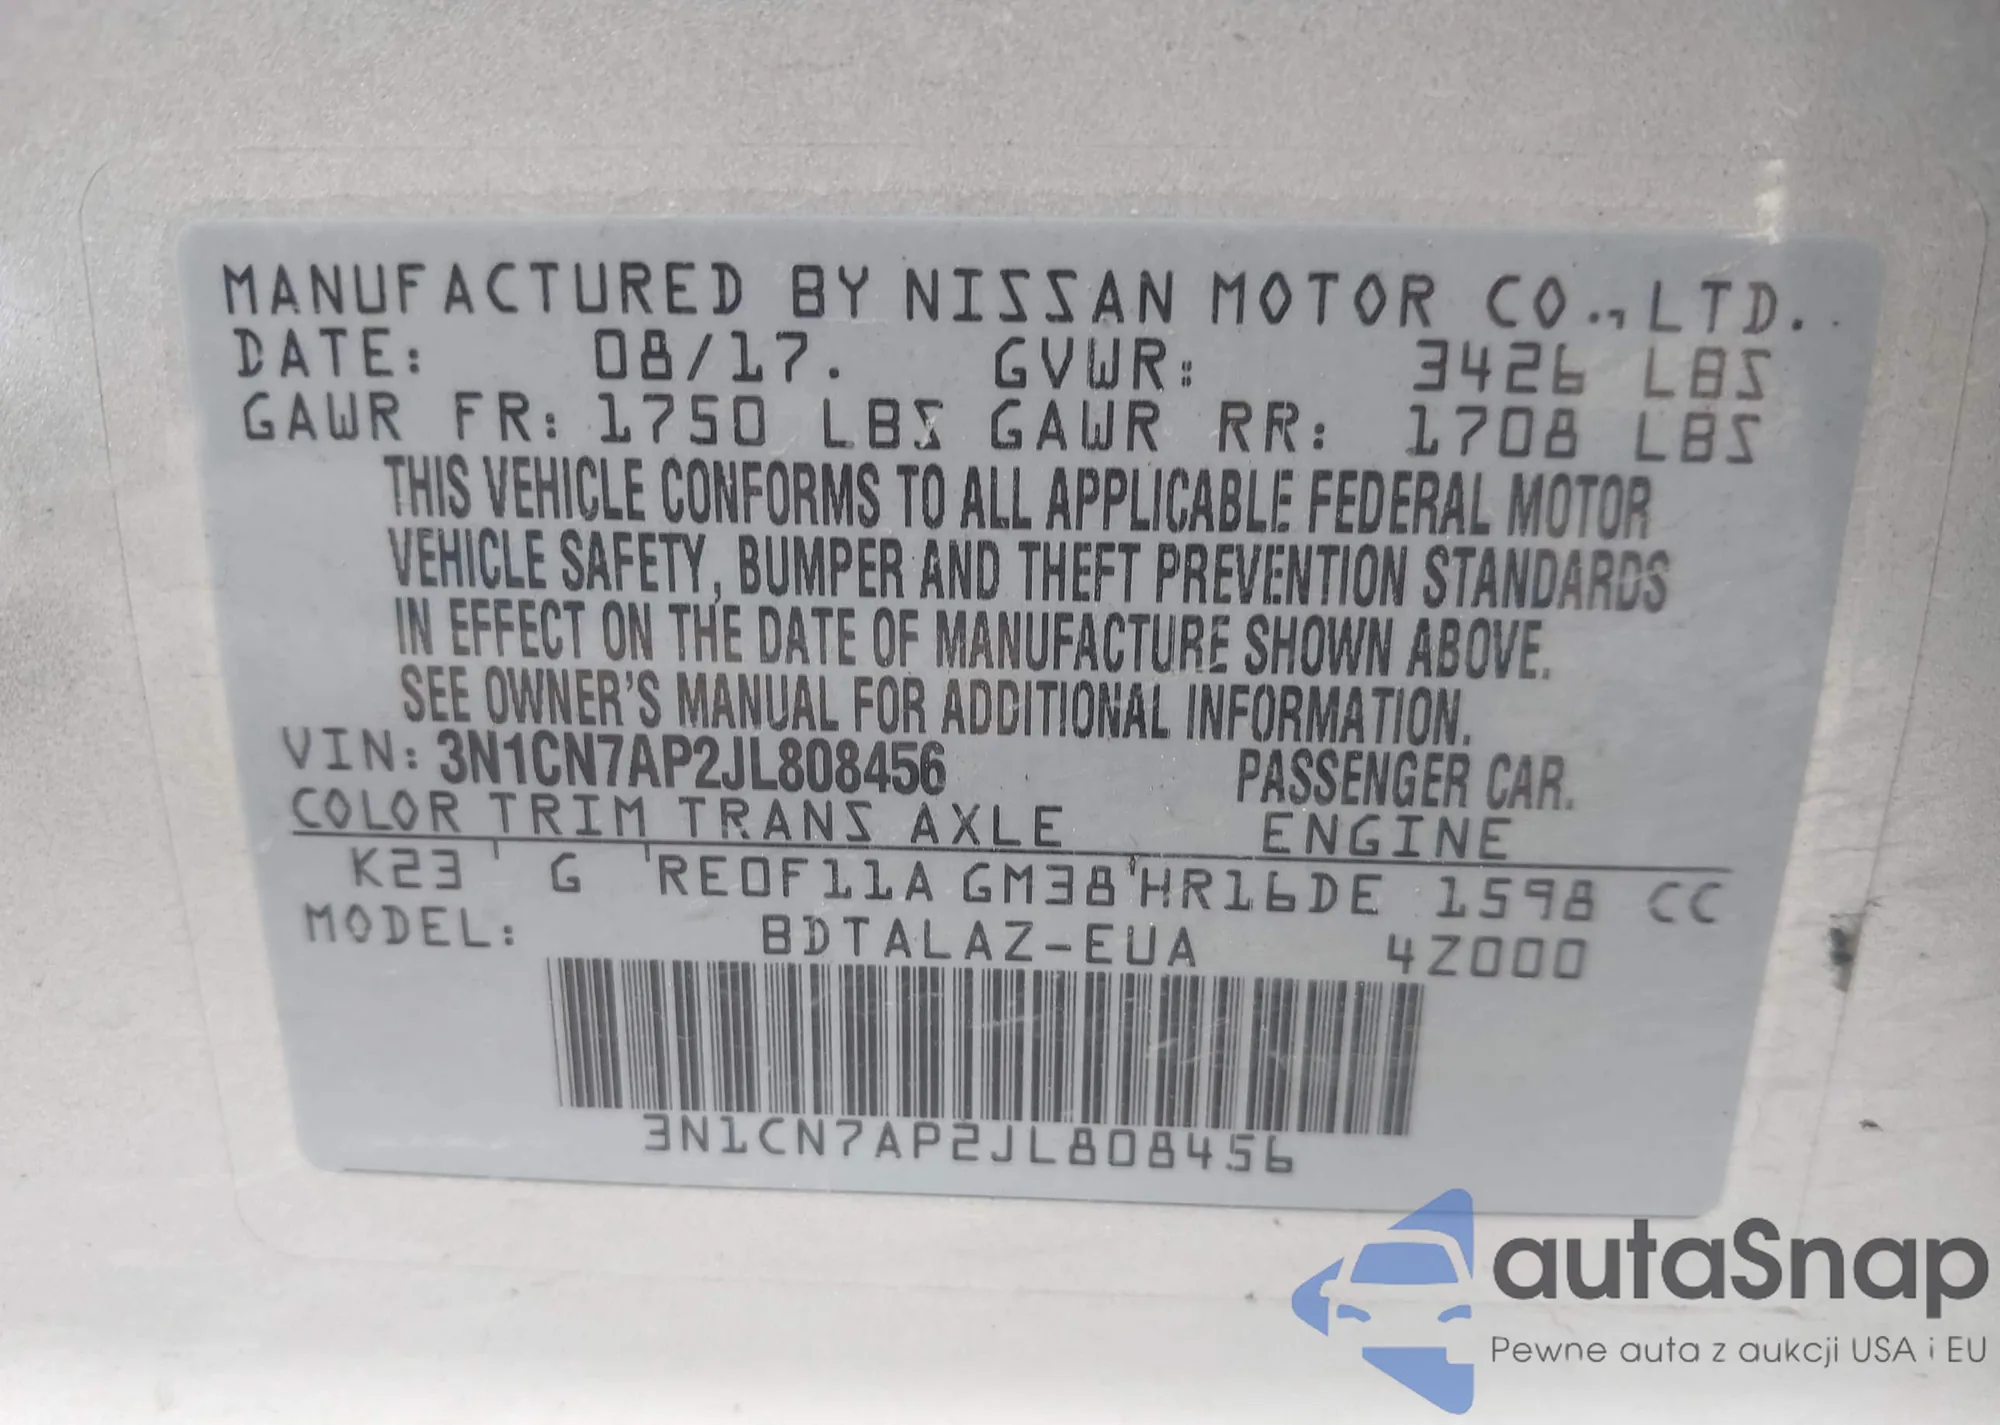 MANUFACTURED BY NISSAN MOTOR CO., LTD.
DATE: 08/17. GVWR: 3426 LBS
GAWR FR: 1750 LBS GAWR RR: 1708 LBS
THIS VEHICLE CONFORMS TO ALL APPLICABLE FEDERAL MOTOR
VEHICLE SAFETY, BUMPER AND THEFT PREVENTION STANDARDS
IN EFFECT ON THE DATE OF MANUFACTURE SHOWN ABOVE.
SEE OWNER'S MANUAL FOR ADDITIONAL INFORMATION.
VIN: 3N1CN7AP2JL808456 PASSENGER CAR.
COLOR TRIM TRANS AXLE ENGINE
K23 G RE0F11A GM38 HR16DE 1598 CC
MODEL: BDTALAZ-EUA 4Z000
3N1CN7AP2JL808456
autaSnap
Pewne auta z aukcji USA i EU